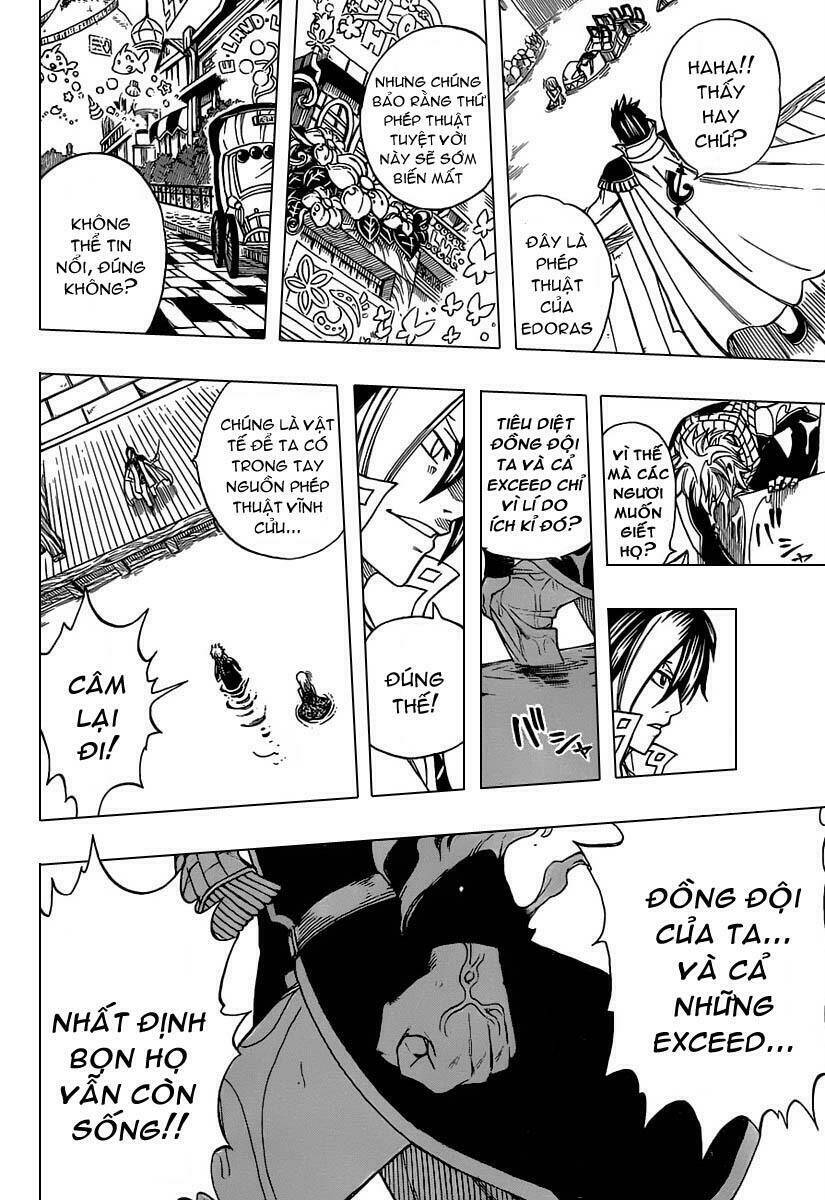 HAHA!!
THẤY
HAY
CHỨ?
ĐÂY LÀ
PHÉP
THUẬT
CỦA
EDORAS
NHƯNG CHÚNG
BẢO RẰNG THỨ
PHÉP THUẬT
TUYỆT VỜI
NÀY SẼ SỚM
BIẾN MẤT
LAND-L
KHÔNG
THỂ TIN
NỔI, ĐÚNG
KHÔNG?
VÌ THẾ
MÀ CÁC
NGƯƠI
MUỐN
GIẾT
HỌ?
TIÊU DIỆT
ĐỒNG ĐỘI
TA VÀ CẢ
EXCEED CHỈ
VÌ LÍ DO
ÍCH KỈ ĐÓ?
バシャ
ĐÚNG
THẾ!
CHÚNG LÀ VẬT
TẾ ĐỂ TA CÓ
TRONG TAY
NGUỒN PHÉP
THUẬT VĨNH
CỬU...
CÂM
LẠI
ĐI!
ĐỒNG ĐỘI
CỦA TA...
VÀ CẢ
NHỮNG
EXCEED...
NHẤT ĐỊNH
BỌN HỌ
VẪN CÒN
SỐNG!!